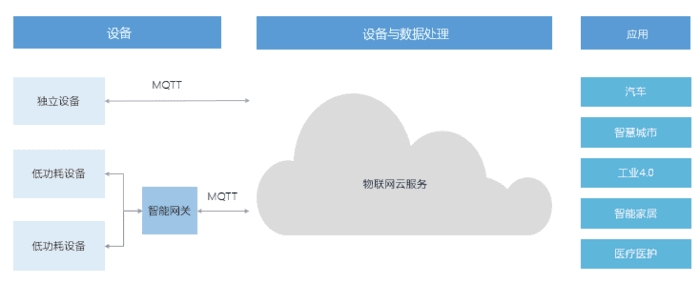 设备
设备与数据处理
应用
独立设备
MQTT
低功耗设备
智能网关
MQTT
低功耗设备
物联网云服务
汽车
智慧城市
工业4.0
智能家居
医疗医护